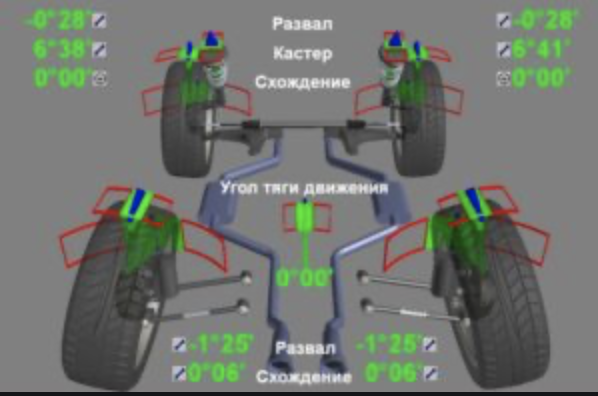 -0°28' Развал -0°28'
6°38' Кастер 6°41'
0°00' Схождение 0°00'
Угол тяги движения
0°00'
-1°25' Развал -1°25'
0°06' Схождение 0°06'